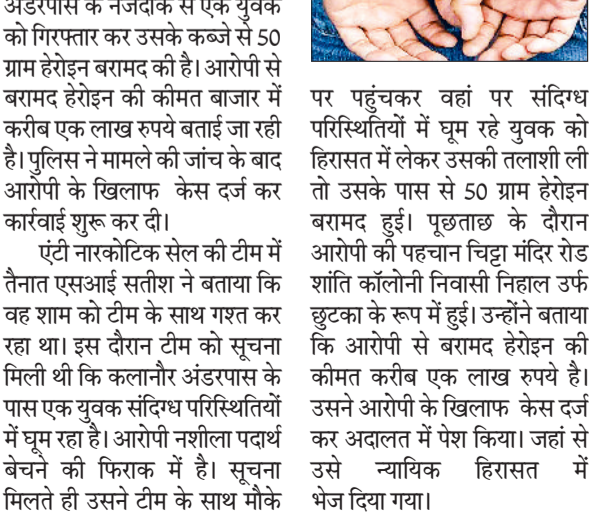 अंडरपास के नजदीक से एक युवक
को गिरफ्तार कर उसके कब्जे से 50
ग्राम हेरोइन बरामद की है। आरोपी से
बरामद हेरोइन की कीमत बाजार में
करीब एक लाख रुपये बताई जा रही
है। पुलिस ने मामले की जांच के बाद
आरोपी के खिलाफ केस दर्ज कर
कार्रवाई शुरू कर दी।
एंटी नारकोटिक सेल की टीम में
तैनात एसआई सतीश ने बताया कि
वह शाम को टीम के साथ गश्त कर
रहा था। इस दौरान टीम को सूचना
मिली थी कि कलानौर अंडरपास के
पास एक युवक संदिग्ध परिस्थितियों
में घूम रहा है। आरोपी नशीला पदार्थ
बेचने की फिराक में है। सूचना
मिलते ही उसने टीम के साथ मौके
पर पहुंचकर वहां पर संदिग्ध
परिस्थितियों में घूम रहे युवक को
हिरासत में लेकर उसकी तलाशी ली
तो उसके पास से 50 ग्राम हेरोइन
बरामद हुई। पूछताछ के दौरान
आरोपी की पहचान चिट्टा मंदिर रोड
शांति कॉलोनी निवासी निहाल उर्फ
छुटका के रूप में हुई। उन्होंने बताया
कि आरोपी से बरामद हेरोइन की
कीमत करीब एक लाख रुपये है।
उसने आरोपी के खिलाफ केस दर्ज
कर अदालत में पेश किया। जहां से
उसे न्यायिक हिरासत में
भेज दिया गया।